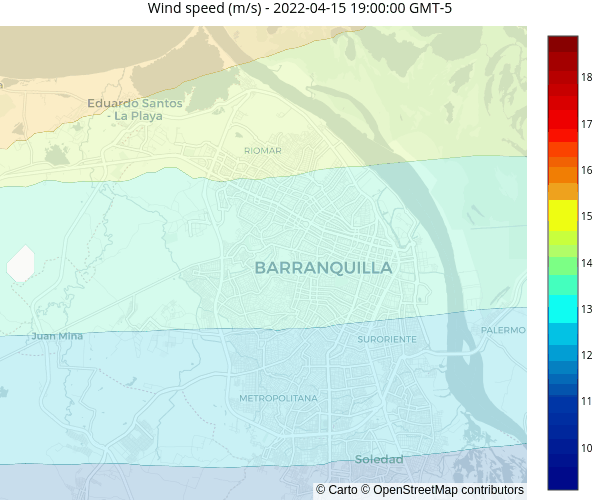 Wind speed (m/s) - 2022-04-15 19:00:00 GMT-5
Eduardo Santos
- La Playa
RIOMAR
BARRANQUILLA
Juan Mina
SURORIENTE
PALERMO
METROPOLITANA
Soledad
© Carto © OpenStreetMap contributors
18
17
16
15
14
13
12
11
10